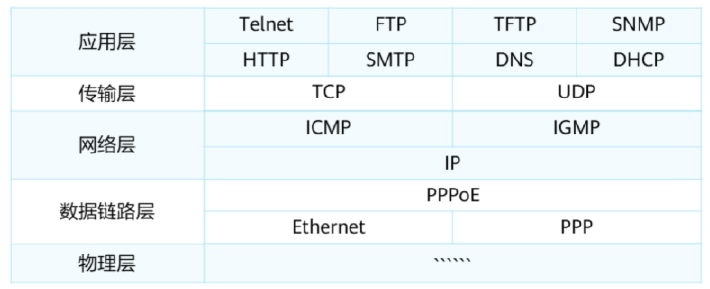 应用层
Telnet FTP TFTP SNMP
HTTP SMTP DNS DHCP
传输层 TCP UDP
网络层
ICMP IGMP
IP
数据链路层
PPPoE
Ethernet PPP
物理层 ``````